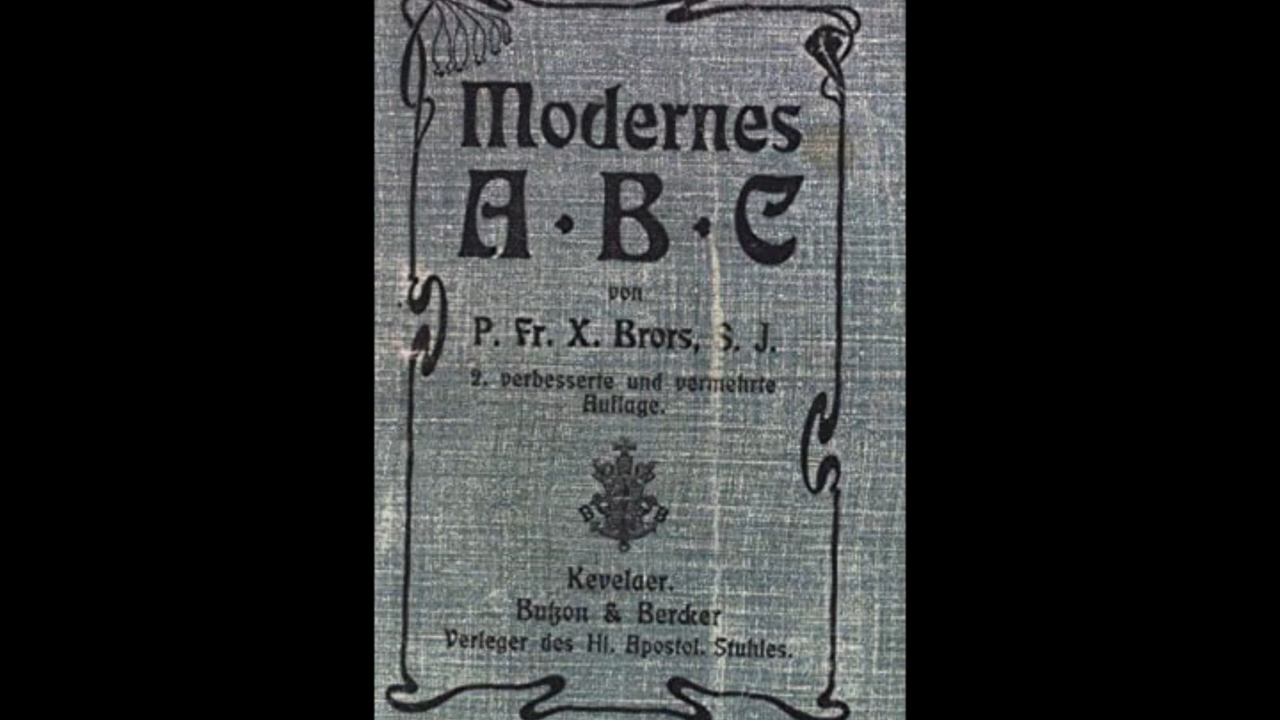 Modernes
A · B · C
von
P. Fr. X. Brors, S. J.
2. verbesserte und vermehrte
Auflage.
B B
Kevelaer.
Butzon & Bercker
Verleger des Hl. Apostol. Stuhles.